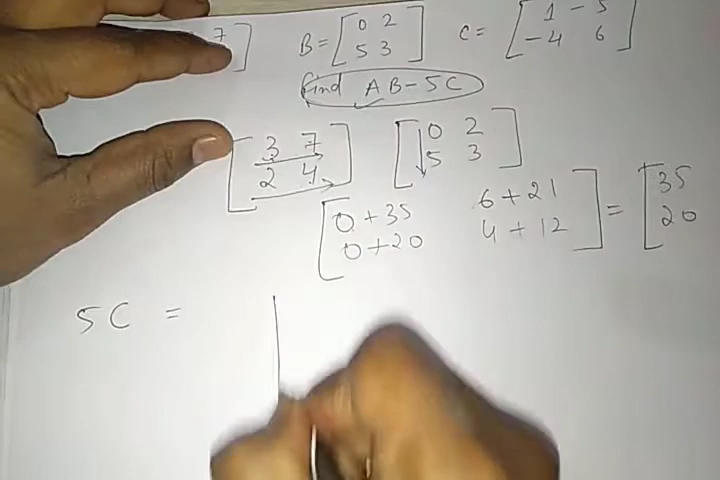 7] B = [0 2 C = [1 -5
5 3] -4 6]
Find AB-5C
[3 7 [0 2
2 4] 5 3]
[0+35 6+21 = [35
0+20 4+12] 20
5C =